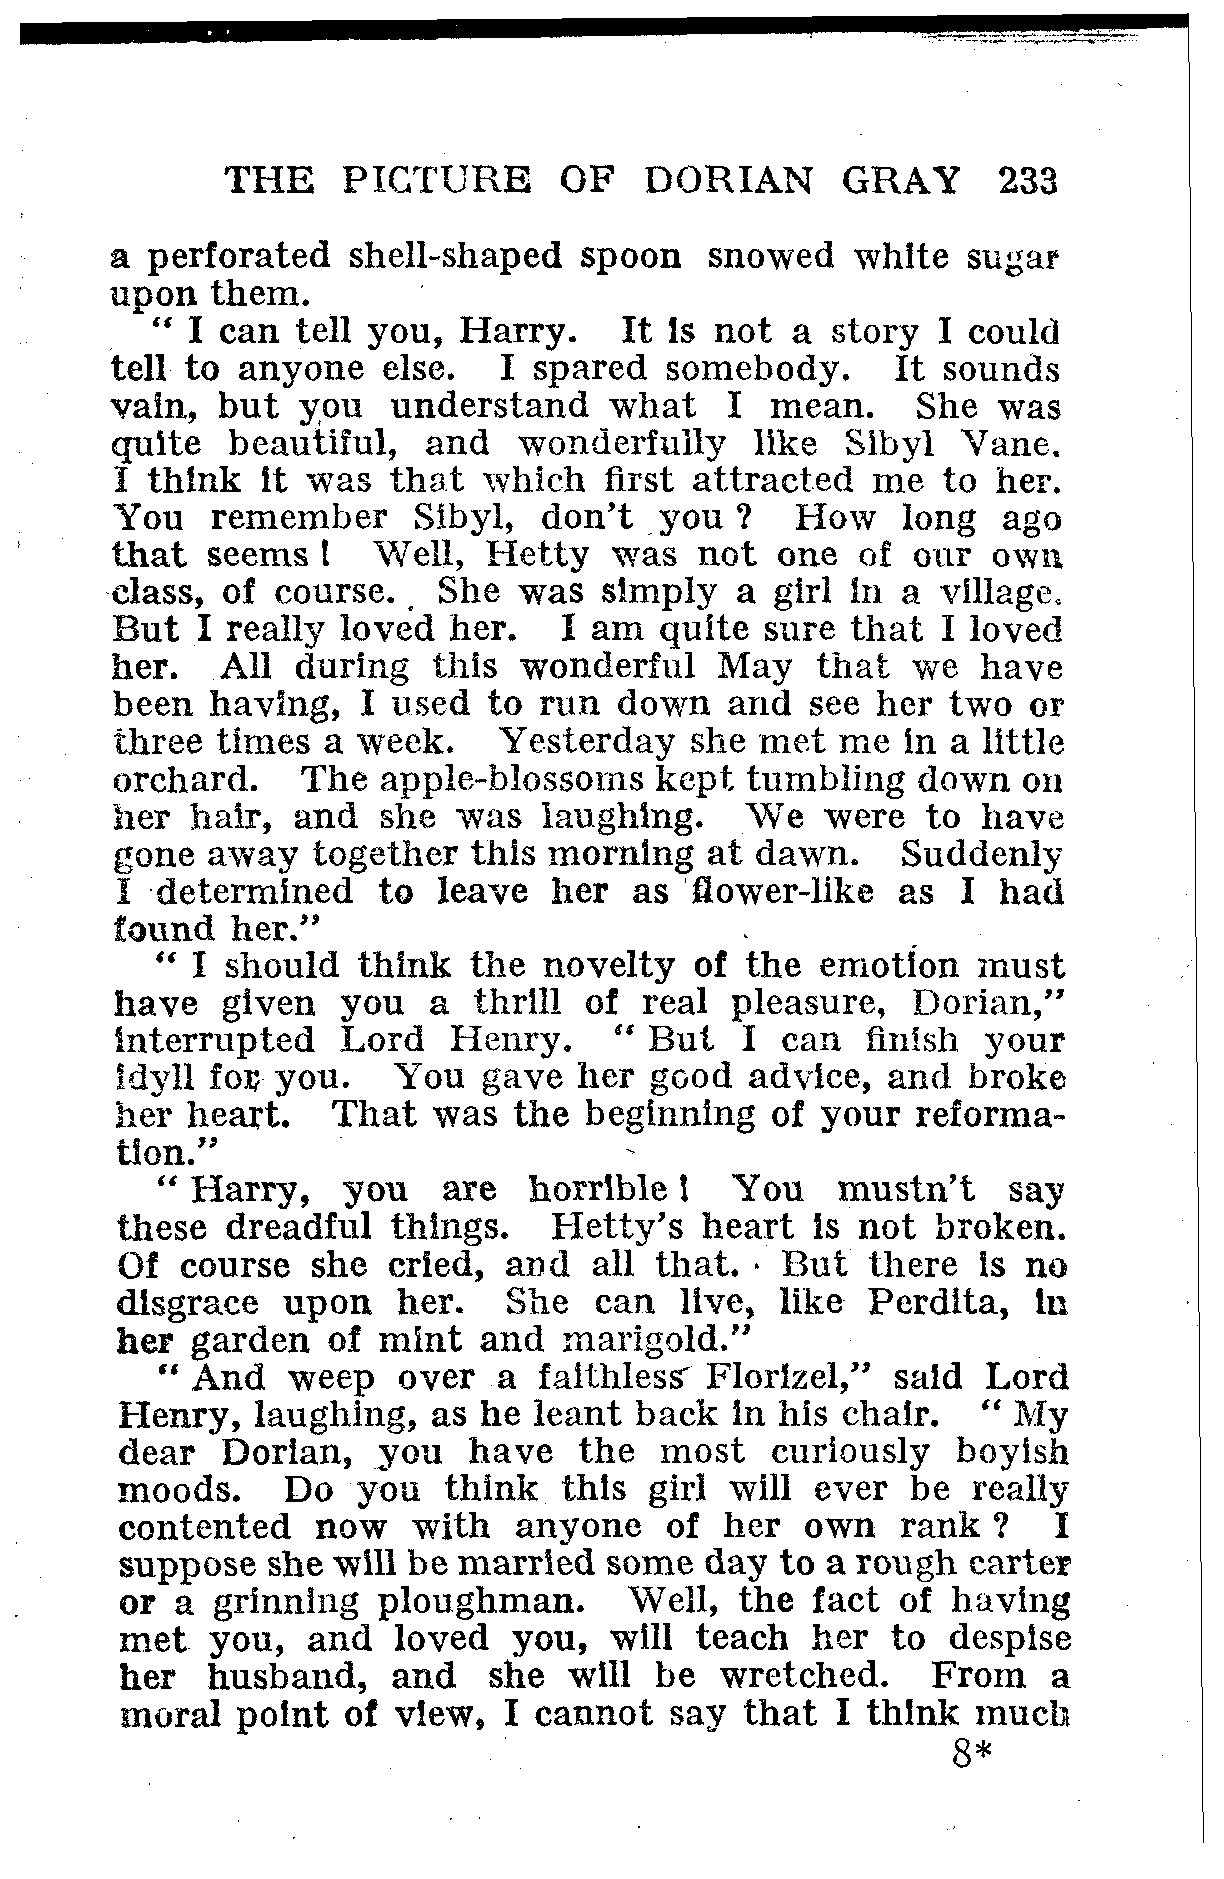 THE PICTURE OF DORIAN GRAY 233
a perforated shell-shaped spoon snowed white sugar
upon them.
“ I can tell you, Harry. It is not a story I could
tell to anyone else. I spared somebody. It sounds
vain, but you understand what I mean. She was
quite beautiful, and wonderfully like Sibyl Vane.
I think it was that which first attracted me to her.
You remember Sibyl, don't you ? How long ago
that seems ! Well, Hetty was not one of our own
class, of course. She was simply a girl in a village.
But I really loved her. I am quite sure that I loved
her. All during this wonderful May that we have
been having, I used to run down and see her two or
three times a week. Yesterday she met me in a little
orchard. The apple-blossoms kept tumbling down on
her hair, and she was laughing. We were to have
gone away together this morning at dawn. Suddenly
I determined to leave her as flower-like as I had
found her.”
“ I should think the novelty of the emotion must
have given you a thrill of real pleasure, Dorian,”
interrupted Lord Henry. “ But I can finish your
idyll for you. You gave her good advice, and broke
her heart. That was the beginning of your reforma-
tion.”
“ Harry, you are horrible ! You mustn't say
these dreadful things. Hetty's heart is not broken.
Of course she cried, and all that. But there is no
disgrace upon her. She can live, like Perdita, in
her garden of mint and marigold.”
“ And weep over a faithless Florizel,” said Lord
Henry, laughing, as he leant back in his chair. “ My
dear Dorian, you have the most curiously boyish
moods. Do you think this girl will ever be really
contented now with anyone of her own rank ? I
suppose she will be married some day to a rough carter
or a grinning ploughman. Well, the fact of having
met you, and loved you, will teach her to despise
her husband, and she will be wretched. From a
moral point of view, I cannot say that I think much
8*